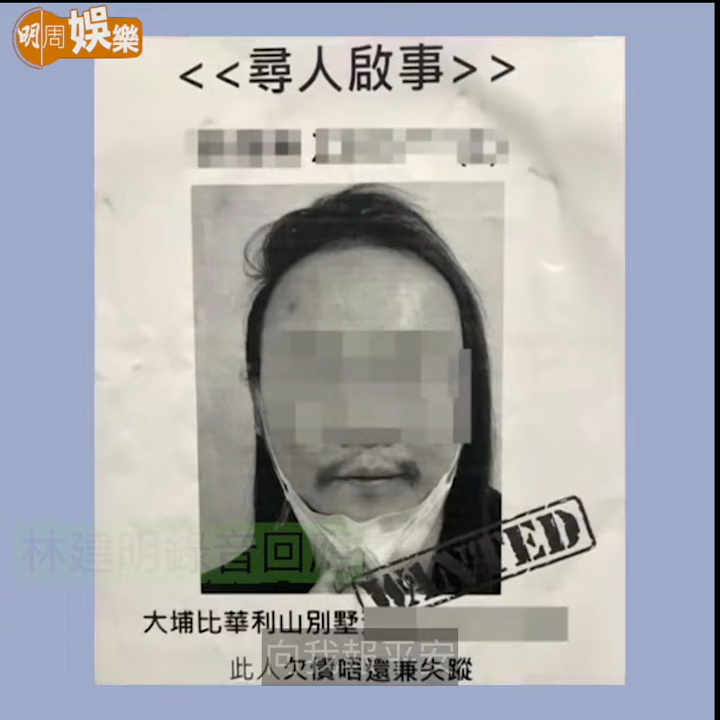 明周娛樂
<<尋人啟事>>
WANTED
林建明錄音回應
大埔比華利山別墅
向我報平安
此人欠債唔還兼失蹤